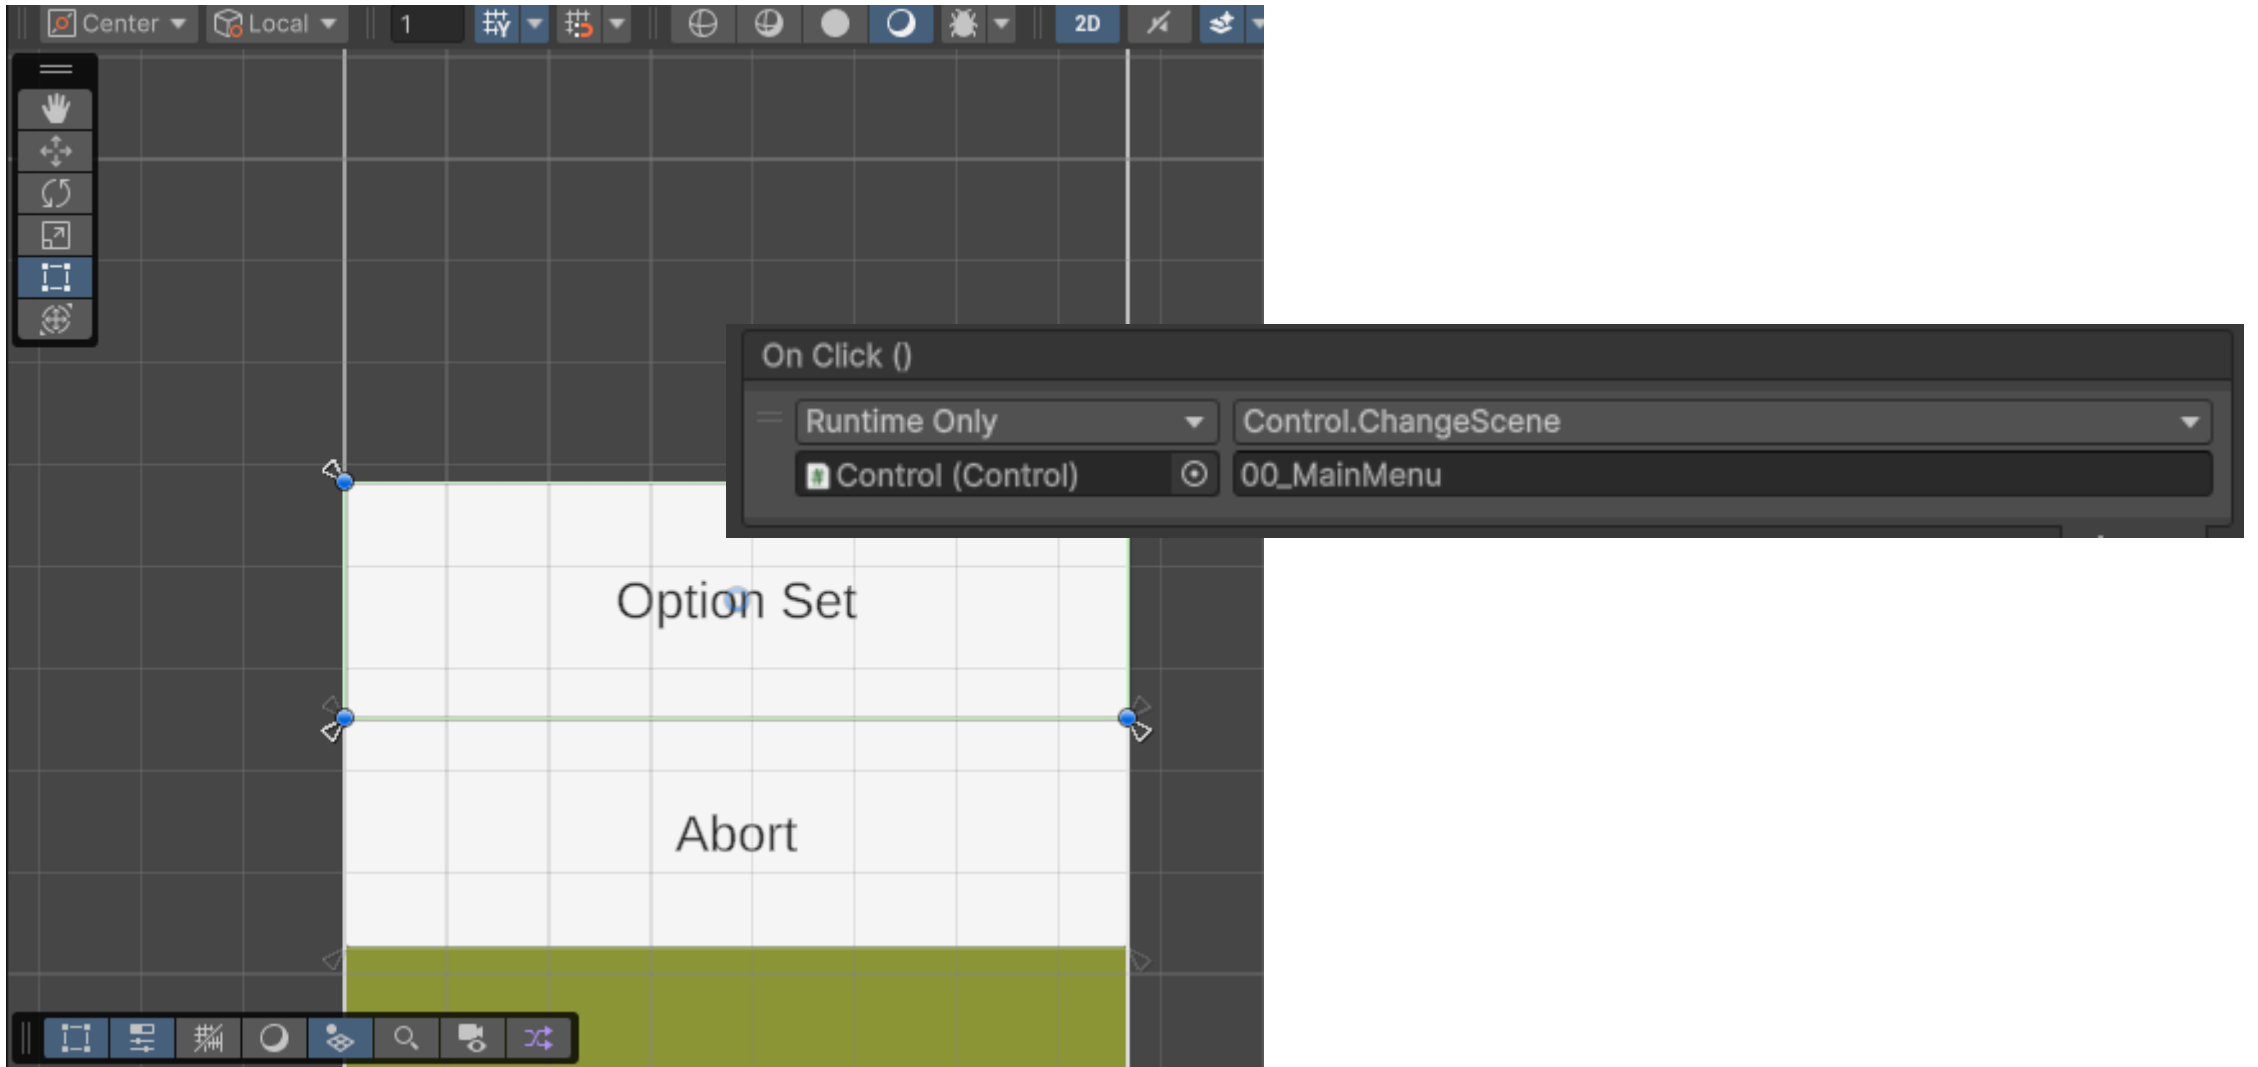 Center Local 1 2D
On Click ()
Runtime Only Control.ChangeScene
Control (Control) 00_MainMenu
Option Set
Abort